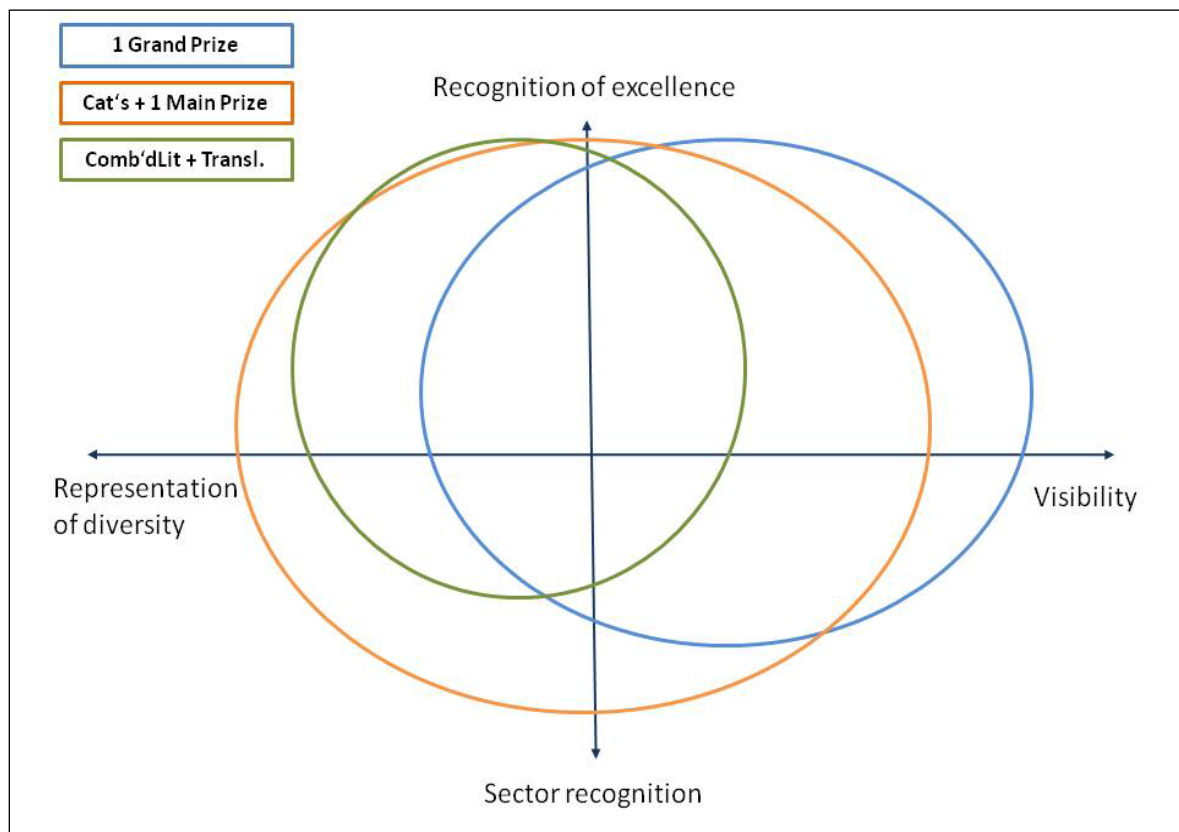 1 Grand Prize
Cat‘s + 1 Main Prize
Comb‘dLit + Transl.
Recognition of excellence
Representation
of diversity
Visibility
Sector recognition